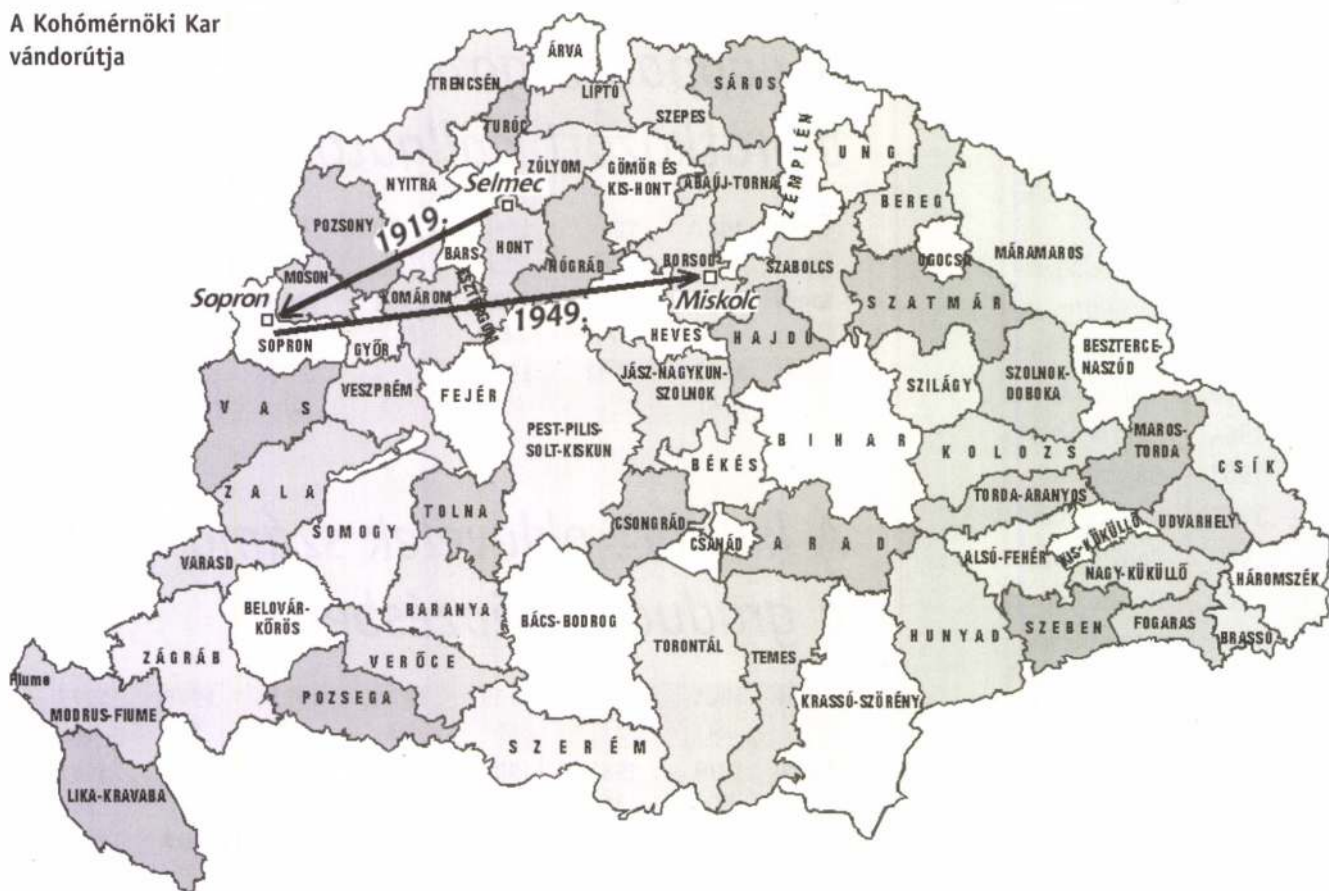 A Kohómérnöki Kar
vándorútja
ÁRVA
TRENCSÉN
LIPTÓ
SÁROS
SZEPES
TURÓC
ZEMPLÉN
UNG
ZÓLYOM
GÖMÖR ÉS
KIS-HONT
ABAÚJ-TORNA
NYITRA
Selmec
BEREG
POZSONY
1919.
BARS
HONT
NÓGRÁD
BORSOD
SZABOLCS
UGOCSA
MÁRAMAROS
MOSON
KOMÁROM
ESZTERGOM
Sopron
1949.
Miskolc
SZATMÁR
SOPRON
GYŐR
HEVES
HAJDÚ
BESZTERCE-
NASZÓD
VESZPRÉM
FEJÉR
JÁSZ-NAGYKUN-
SZOLNOK
SZILÁGY
SZOLNOK-
DOBOKA
VAS
PEST-PILIS-
SOLT-KISKUN
BIHAR
MAROS-
TORDA
BÉKÉS
KOLOZS
CSÍK
ZALA
TORDA-ARANYOS
TOLNA
CSONGRÁD
SOMOGY
CSANÁD
ARAD
KIS-KÜKÜLLŐ
UDVARHELY
VARASD
ALSÓ-FEHÉR
NAGY-KÜKÜLLŐ
HÁROMSZÉK
BELOVÁR-
KŐRÖS
BARANYA
BÁCS-BODROG
HUNYAD
SZEBEN
FOGARAS
BRASSÓ
ZÁGRÁB
VERŐCE
TORONTÁL
TEMES
Fiume
POZSEGA
KRASSÓ-SZÖRÉNY
MODRUS-FIUME
SZERÉM
LIKA-KRAVABA